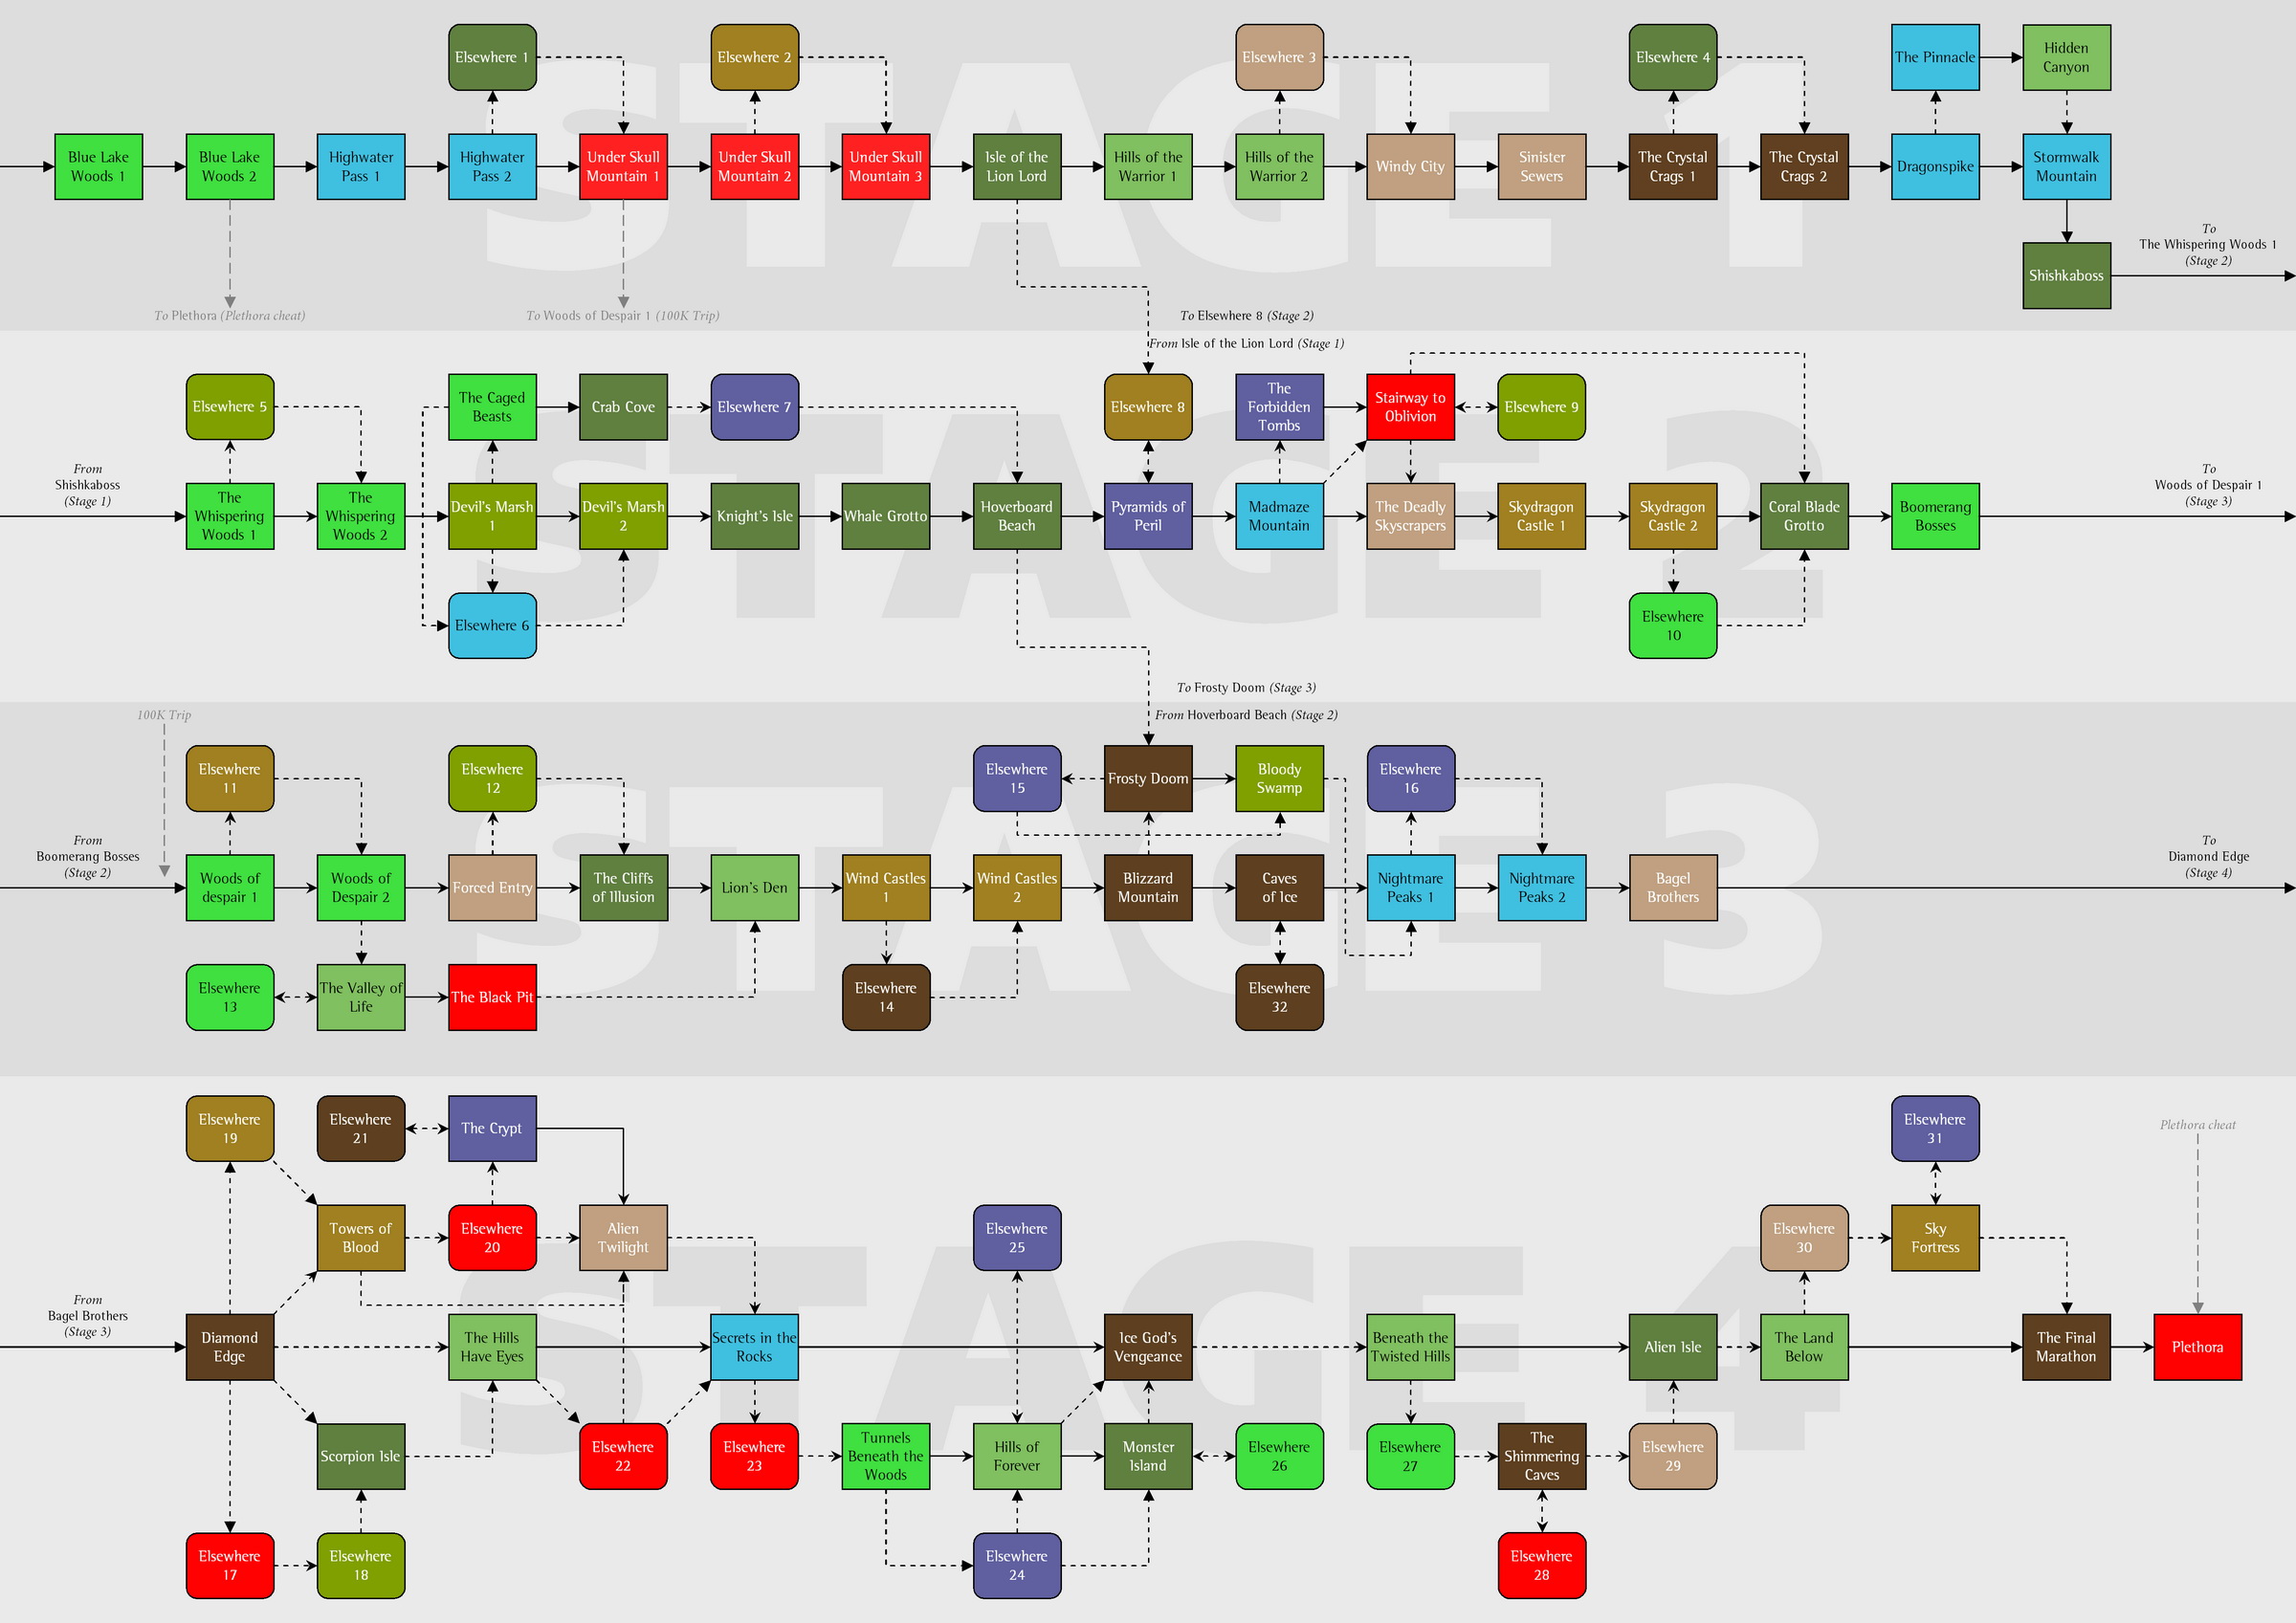 STAGE 1
Elsewhere 1
Elsewhere 2
Elsewhere 3
Elsewhere 4
The Pinnacle
Hidden
Canyon
Blue Lake
Woods 1
Blue Lake
Woods 2
Highwater
Pass 1
Highwater
Pass 2
Under Skull
Mountain 1
Under Skull
Mountain 2
Under Skull
Mountain 3
Isle of the
Lion Lord
Hills of the
Warrior 1
Hills of the
Warrior 2
Windy City
Sinister
Sewers
The Crystal
Crags 1
The Crystal
Crags 2
Dragonspike
Stormwalk
Mountain
Shishkaboss
To
The Whispering Woods 1
(Stage 2)
To Plethora (Plethora cheat)
To Woods of Despair 1 (100K Trip)
To Elsewhere 8 (Stage 2)
STAGE 2
From Isle of the Lion Lord (Stage 1)
Elsewhere 5
The Caged
Beasts
Crab Cove
Elsewhere 7
Elsewhere 8
The
Forbidden
Tombs
Stairway to
Oblivion
Elsewhere 9
From
Shishkaboss
(Stage 1)
The
Whispering
Woods 1
The
Whispering
Woods 2
Devil's Marsh
1
Devil's Marsh
2
Knight's Isle
Whale Grotto
Hoverboard
Beach
Pyramids of
Peril
Madmaze
Mountain
The Deadly
Skyscrapers
Skydragon
Castle 1
Skydragon
Castle 2
Coral Blade
Grotto
Boomerang
Bosses
To
Woods of Despair 1
(Stage 3)
Elsewhere 6
Elsewhere
10
To Frosty Doom (Stage 3)
STAGE 3
100K Trip
From Hoverboard Beach (Stage 2)
Elsewhere
11
Elsewhere
12
Elsewhere
15
Frosty Doom
Bloody
Swamp
Elsewhere
16
From
Boomerang Bosses
(Stage 2)
Woods of
despair 1
Woods of
Despair 2
Forced Entry
The Cliffs
of Illusion
Lion's Den
Wind Castles
1
Wind Castles
2
Blizzard
Mountain
Caves
of Ice
Nightmare
Peaks 1
Nightmare
Peaks 2
Bagel
Brothers
To
Diamond Edge
(Stage 4)
Elsewhere
13
The Valley of
Life
The Black Pit
Elsewhere
14
Elsewhere
32
STAGE 4
Elsewhere
19
Elsewhere
21
The Crypt
Elsewhere
31
Plethora cheat
Towers of
Blood
Elsewhere
20
Alien
Twilight
Elsewhere
25
Elsewhere
30
Sky
Fortress
From
Bagel Brothers
(Stage 3)
Diamond
Edge
The Hills
Have Eyes
Secrets in the
Rocks
Ice God's
Vengeance
Beneath the
Twisted Hills
Alien Isle
The Land
Below
The Final
Marathon
Plethora
Scorpion Isle
Elsewhere
22
Elsewhere
23
Tunnels
Beneath the
Woods
Hills of
Forever
Monster
Island
Elsewhere
26
Elsewhere
27
The
Shimmering
Caves
Elsewhere
29
Elsewhere
17
Elsewhere
18
Elsewhere
24
Elsewhere
28